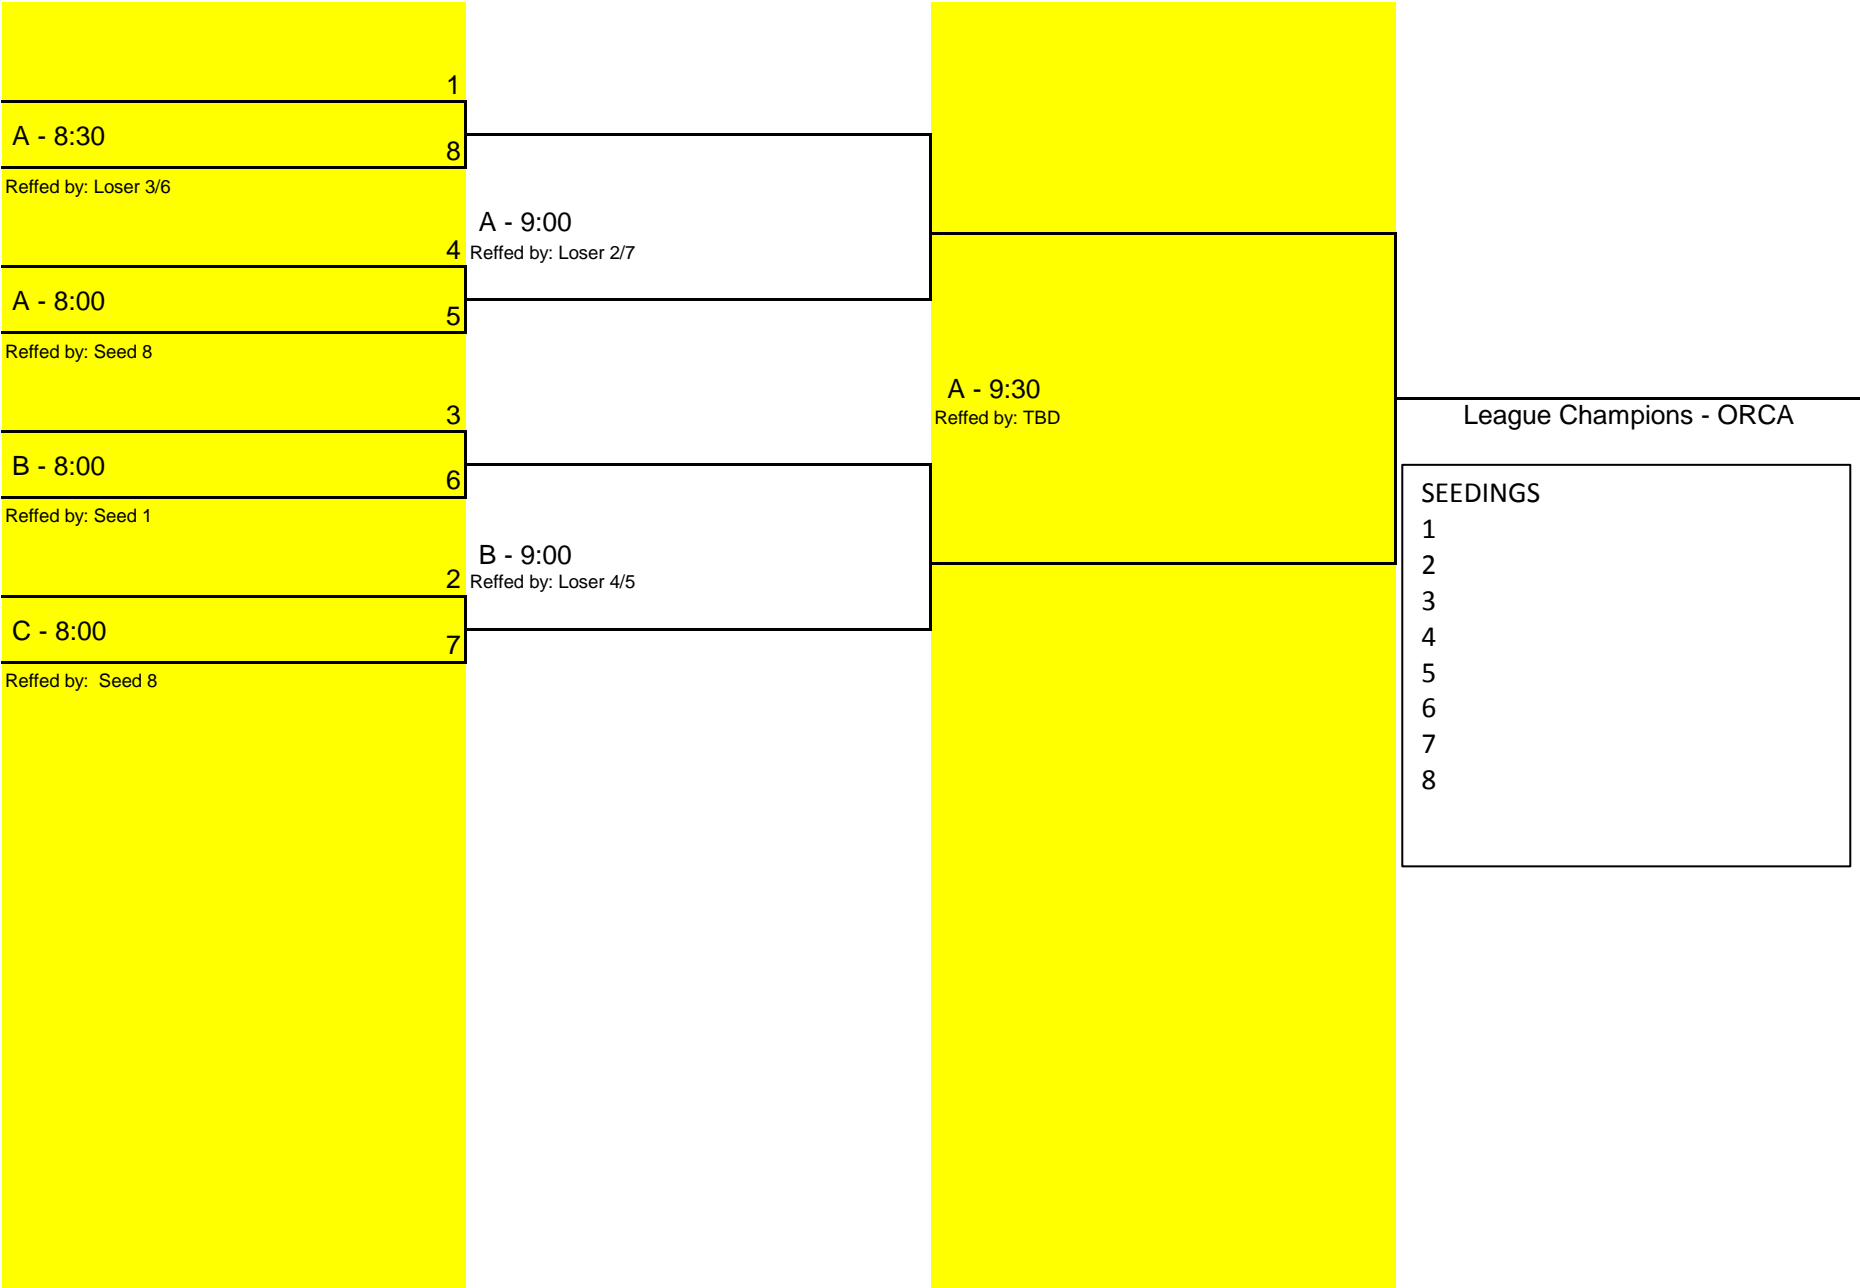 1
A - 8:30
8
Reffed by: Loser 3/6
4
A - 8:00
5
Reffed by: Seed 8
3
B - 8:00
6
Reffed by: Seed 1
2
C - 8:00
7
Reffed by:  Seed 8
A - 9:00
Reffed by: Loser 2/7
B - 9:00
Reffed by: Loser 4/5
A - 9:30
Reffed by: TBD
League Champions - ORCA
SEEDINGS
1
2
3
4
5
6
7
8